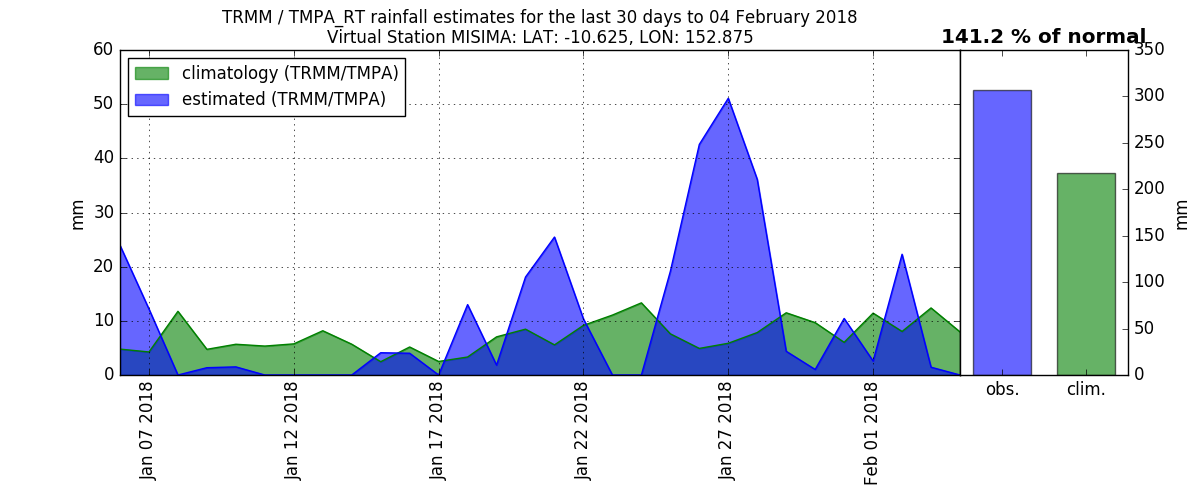 TRMM / TMPA_RT rainfall estimates for the last 30 days to 04 February 2018
Virtual Station MISIMA: LAT: -10.625, LON: 152.875
141.2 % of normal
climatology (TRMM/TMPA)
estimated (TRMM/TMPA)
60
50
40
30
20
10
0
mm
Jan 07 2018
Jan 12 2018
Jan 17 2018
Jan 22 2018
Jan 27 2018
Feb 01 2018
obs.
clim.
350
300
250
200
150
100
50
0
mm